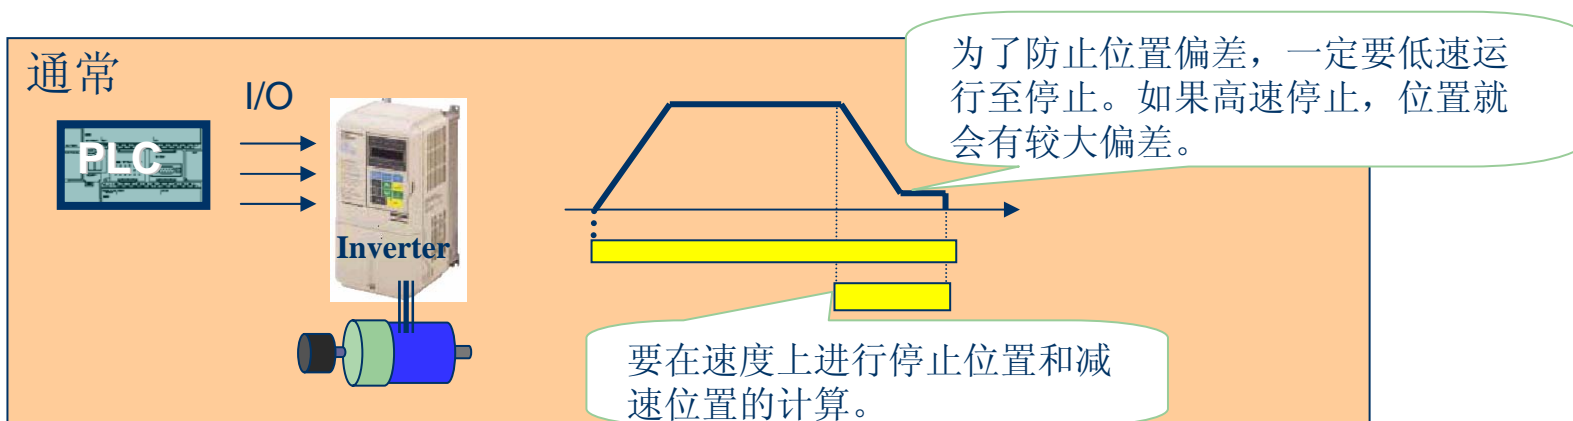 通常
I/O
PLC
Inverter
为了防止位置偏差，一定要低速运
行至停止。如果高速停止，位置就
会有较大偏差。
要在速度上进行停止位置和减
速位置的计算。